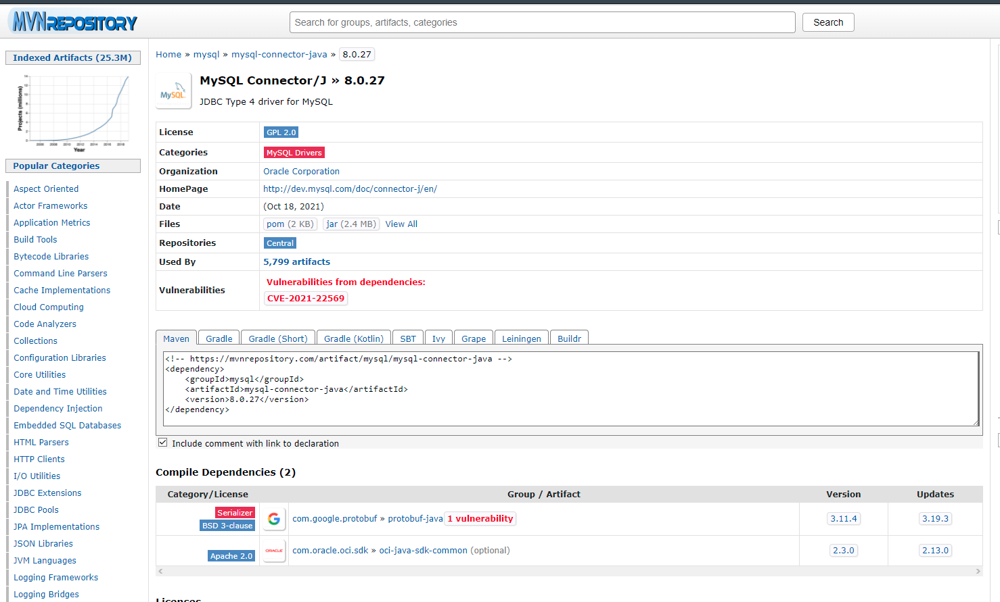 MVNREPOSITORY
Search for groups, artifacts, categories
Search
Indexed Artifacts (25.3M)
Projects (millions)
14
12
10
8
6
4
2
0
2006 2008 2010 2012 2014 2016 2018
Year
Popular Categories
Aspect Oriented
Actor Frameworks
Application Metrics
Build Tools
Bytecode Libraries
Command Line Parsers
Cache Implementations
Cloud Computing
Code Analyzers
Collections
Configuration Libraries
Core Utilities
Date and Time Utilities
Dependency Injection
Embedded SQL Databases
HTML Parsers
HTTP Clients
I/O Utilities
JDBC Extensions
JDBC Pools
JPA Implementations
JSON Libraries
JVM Languages
Logging Frameworks
Logging Bridges
Home » mysql » mysql-connector-java » 8.0.27
MySQL
MySQL Connector/J » 8.0.27
JDBC Type 4 driver for MySQL
License GPL 2.0
Categories MySQL Drivers
Organization Oracle Corporation
HomePage http://dev.mysql.com/doc/connector-j/en/
Date (Oct 18, 2021)
Files pom (2 KB) jar (2.4 MB) View All
Repositories Central
Used By 5,799 artifacts
Vulnerabilities Vulnerabilities from dependencies:
CVE-2021-22569
Maven Gradle Gradle (Short) Gradle (Kotlin) SBT Ivy Grape Leiningen Buildr
<!-- https://mvnrepository.com/artifact/mysql/mysql-connector-java -->
<dependency>
    <groupId>mysql</groupId>
    <artifactId>mysql-connector-java</artifactId>
    <version>8.0.27</version>
</dependency>
Include comment with link to declaration
Compile Dependencies (2)
Category/License Group / Artifact Version Updates
Serializer
BSD 3-clause
G
com.google.protobuf » protobuf-java 1 vulnerability 3.11.4 3.19.3
Apache 2.0 ORACLE com.oracle.oci.sdk » oci-java-sdk-common (optional) 2.3.0 2.13.0
Licenses